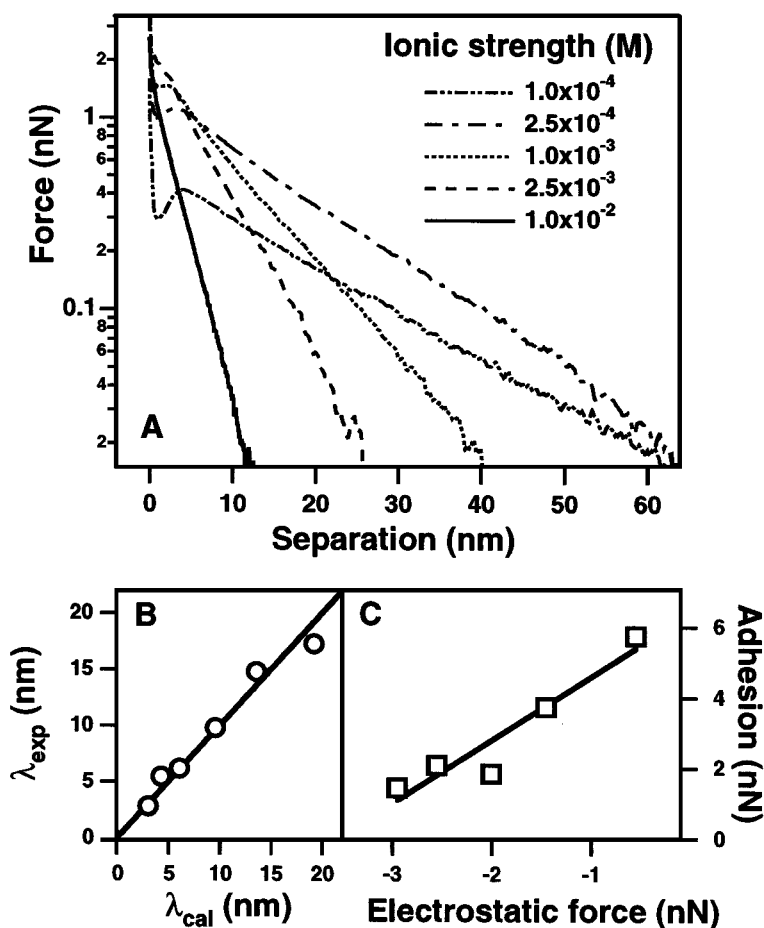 Ionic strength (M)
1.0x10⁻⁴
2.5x10⁻⁴
1.0x10⁻³
2.5x10⁻³
1.0x10⁻²
Force (nN)
2
1
8
6
4
2
0.1
8
6
4
2
A
0 10 20 30 40 50 60
Separation (nm)
B
λexp (nm)
20
15
10
5
0
0 5 10 15 20
λcal (nm)
C
Adhesion (nN)
6
4
2
0
-3 -2 -1
Electrostatic force (nN)